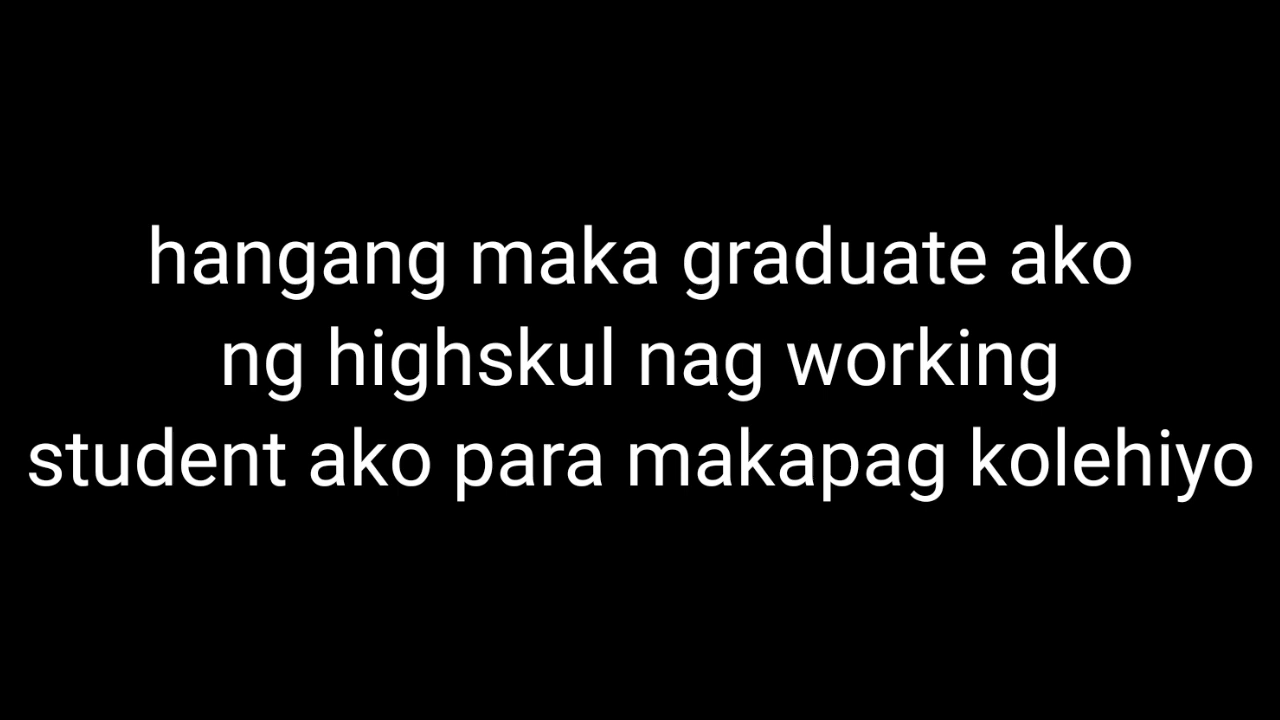 hangang maka graduate ako
ng highskul nag working
student ako para makapag kolehiyo